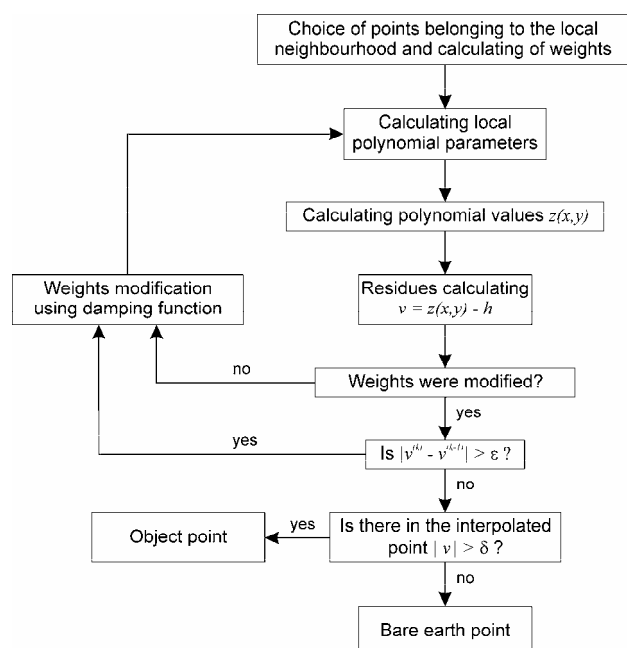 Choice of points belonging to the local
neighbourhood and calculating of weights
Calculating local
polynomial parameters
Calculating polynomial values z(x,y)
Weights modification
using damping function
Residues calculating
v = z(x,y) - h
no
Weights were modified?
yes
yes
Is |v⁽ᵏ⁾ - v⁽ᵏ⁻¹⁾| > ε ?
no
Object point
yes
Is there in the interpolated
point | v | > δ ?
no
Bare earth point